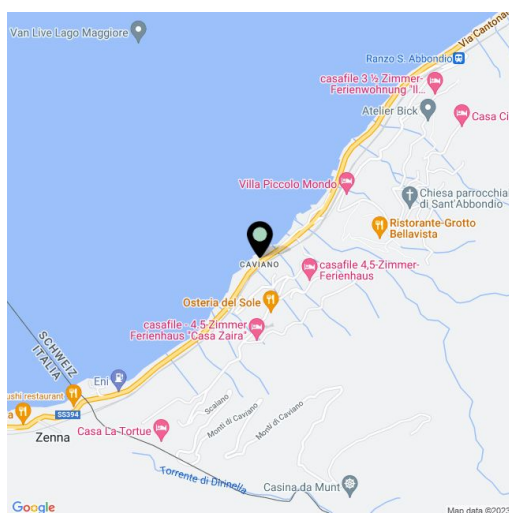 Van Live Lago Maggiore
Via Cantonal
Ranzo S. Abbondio
casafile 3 ½ Zimmer-
Ferienwohnung "Il...
Atelier Bick
Casa Ci
Villa Piccolo Mondo
Chiesa parrocchia
di Sant'Abbondio
Ristorante-Grotto
Bellavista
CAVIANO
casafile 4,5-Zimmer-
Ferienhaus
Osteria del Sole
casafile - 4,5-Zimmer
Ferienhaus "Casa Zaira"
SCHWEIZ
ITALIA
Eni
ushi restaurant
a
SS394
Zenna
Scaiano
Monti di Caviano
Monti di Caviano
Casa La Tortue
Torrente di Dirinella
Casina da Munt
Google
Map data ©2023